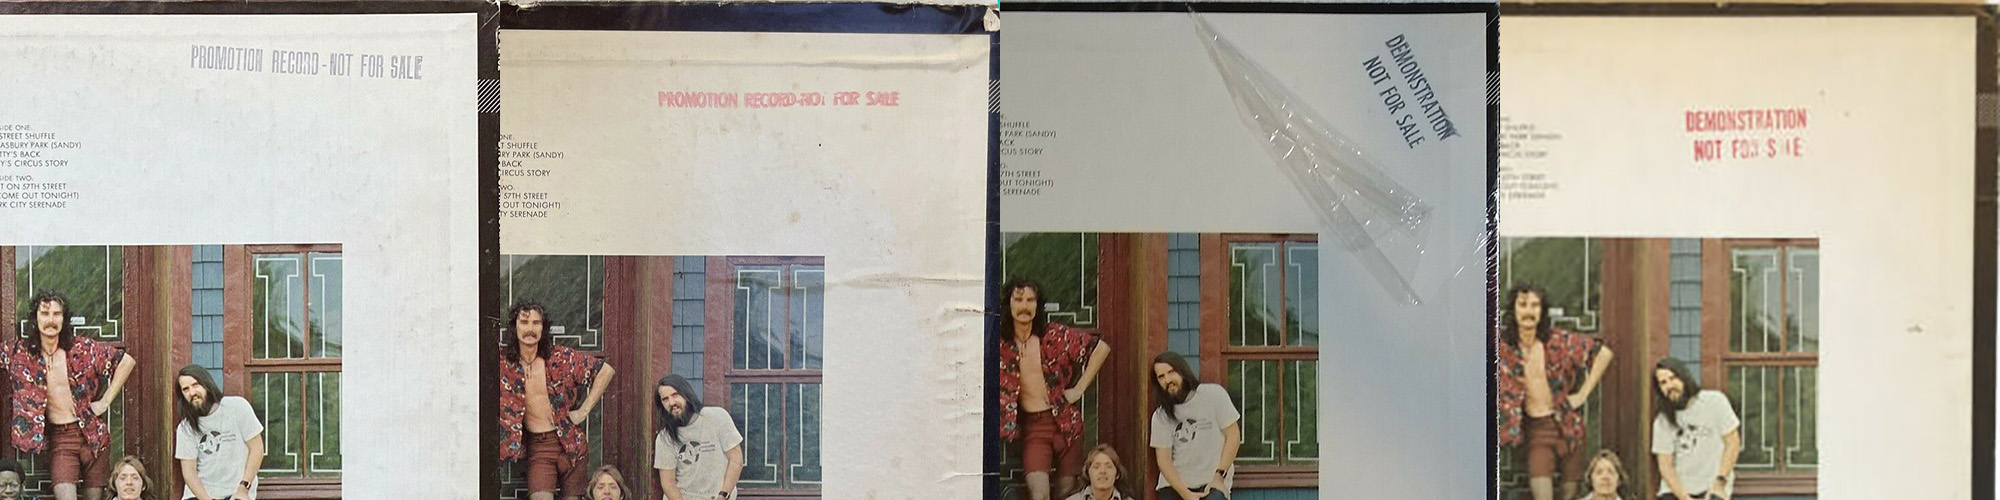 PROMOTION RECORD-NOT FOR SALE
SIDE ONE:
STREET SHUFFLE
ASBURY PARK (SANDY)
TTY'S BACK
Y'S CIRCUS STORY
SIDE TWO:
T ON 57TH STREET
COME OUT TONIGHT)
RK CITY SERENADE
PROMOTION RECORD-NOT FOR SALE
ONE:
T SHUFFLE
RY PARK (SANDY)
BACK
IRCUS STORY
WO:
57TH STREET
OUT TONIGHT)
TY SERENADE
DEMONSTRATION
NOT FOR SALE
SHUFFLE
PARK (SANDY)
ACK
CUS STORY
7TH STREET
OUT TONIGHT)
SERENADE
DEMONSTRATION
NOT FOR S LE